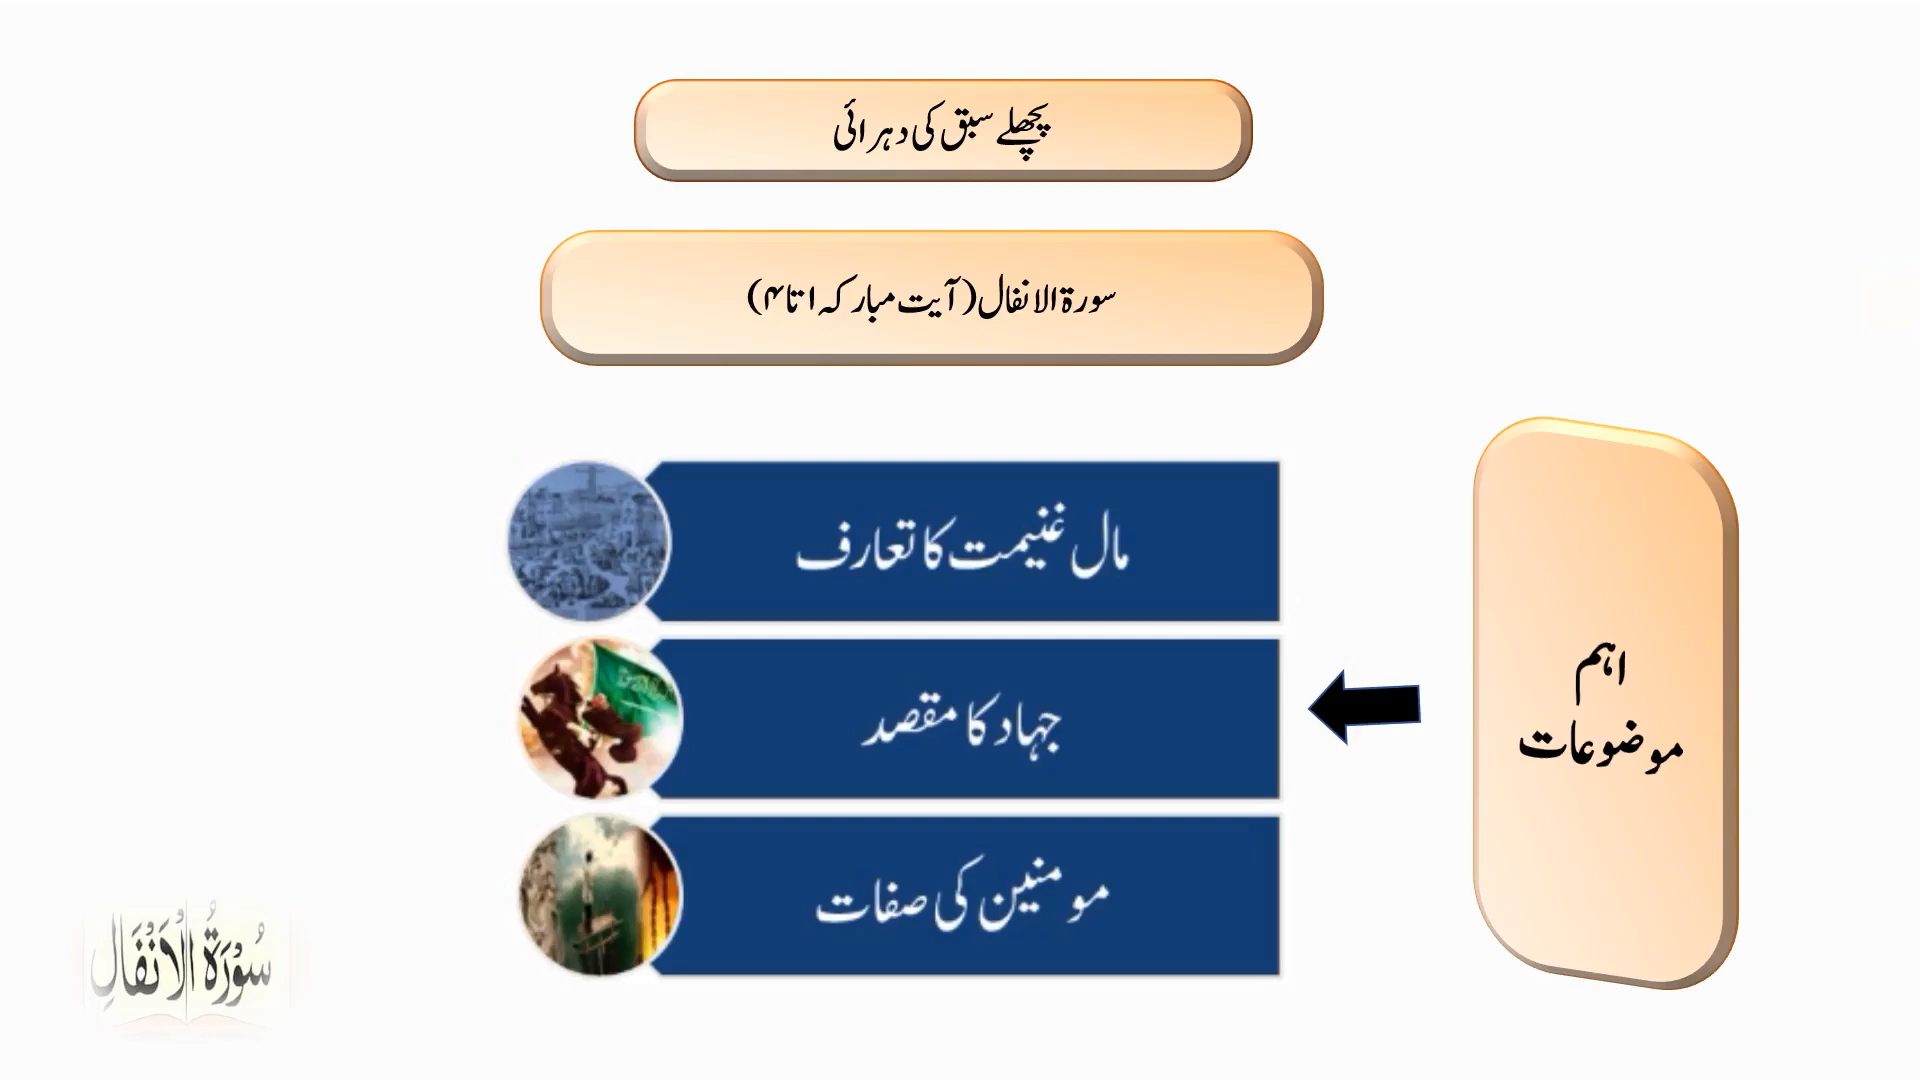 پچھلے سبق کی دہرائی
سورۃ الانفال (آیت مبارکہ ۱ تا ۴)
اہم
موضوعات
مال غنیمت کا تعارف
جہاد کا مقصد
مومنین کی صفات
سُوْرَۃُ الْاَنْفَالِ